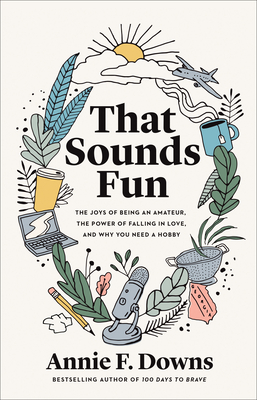 That
Sounds
Fun
THE JOYS OF BEING AN AMATEUR,
THE POWER OF FALLING IN LOVE,
AND WHY YOU NEED A HOBBY
Annie F. Downs
BESTSELLING AUTHOR OF 100 DAYS TO BRAVE